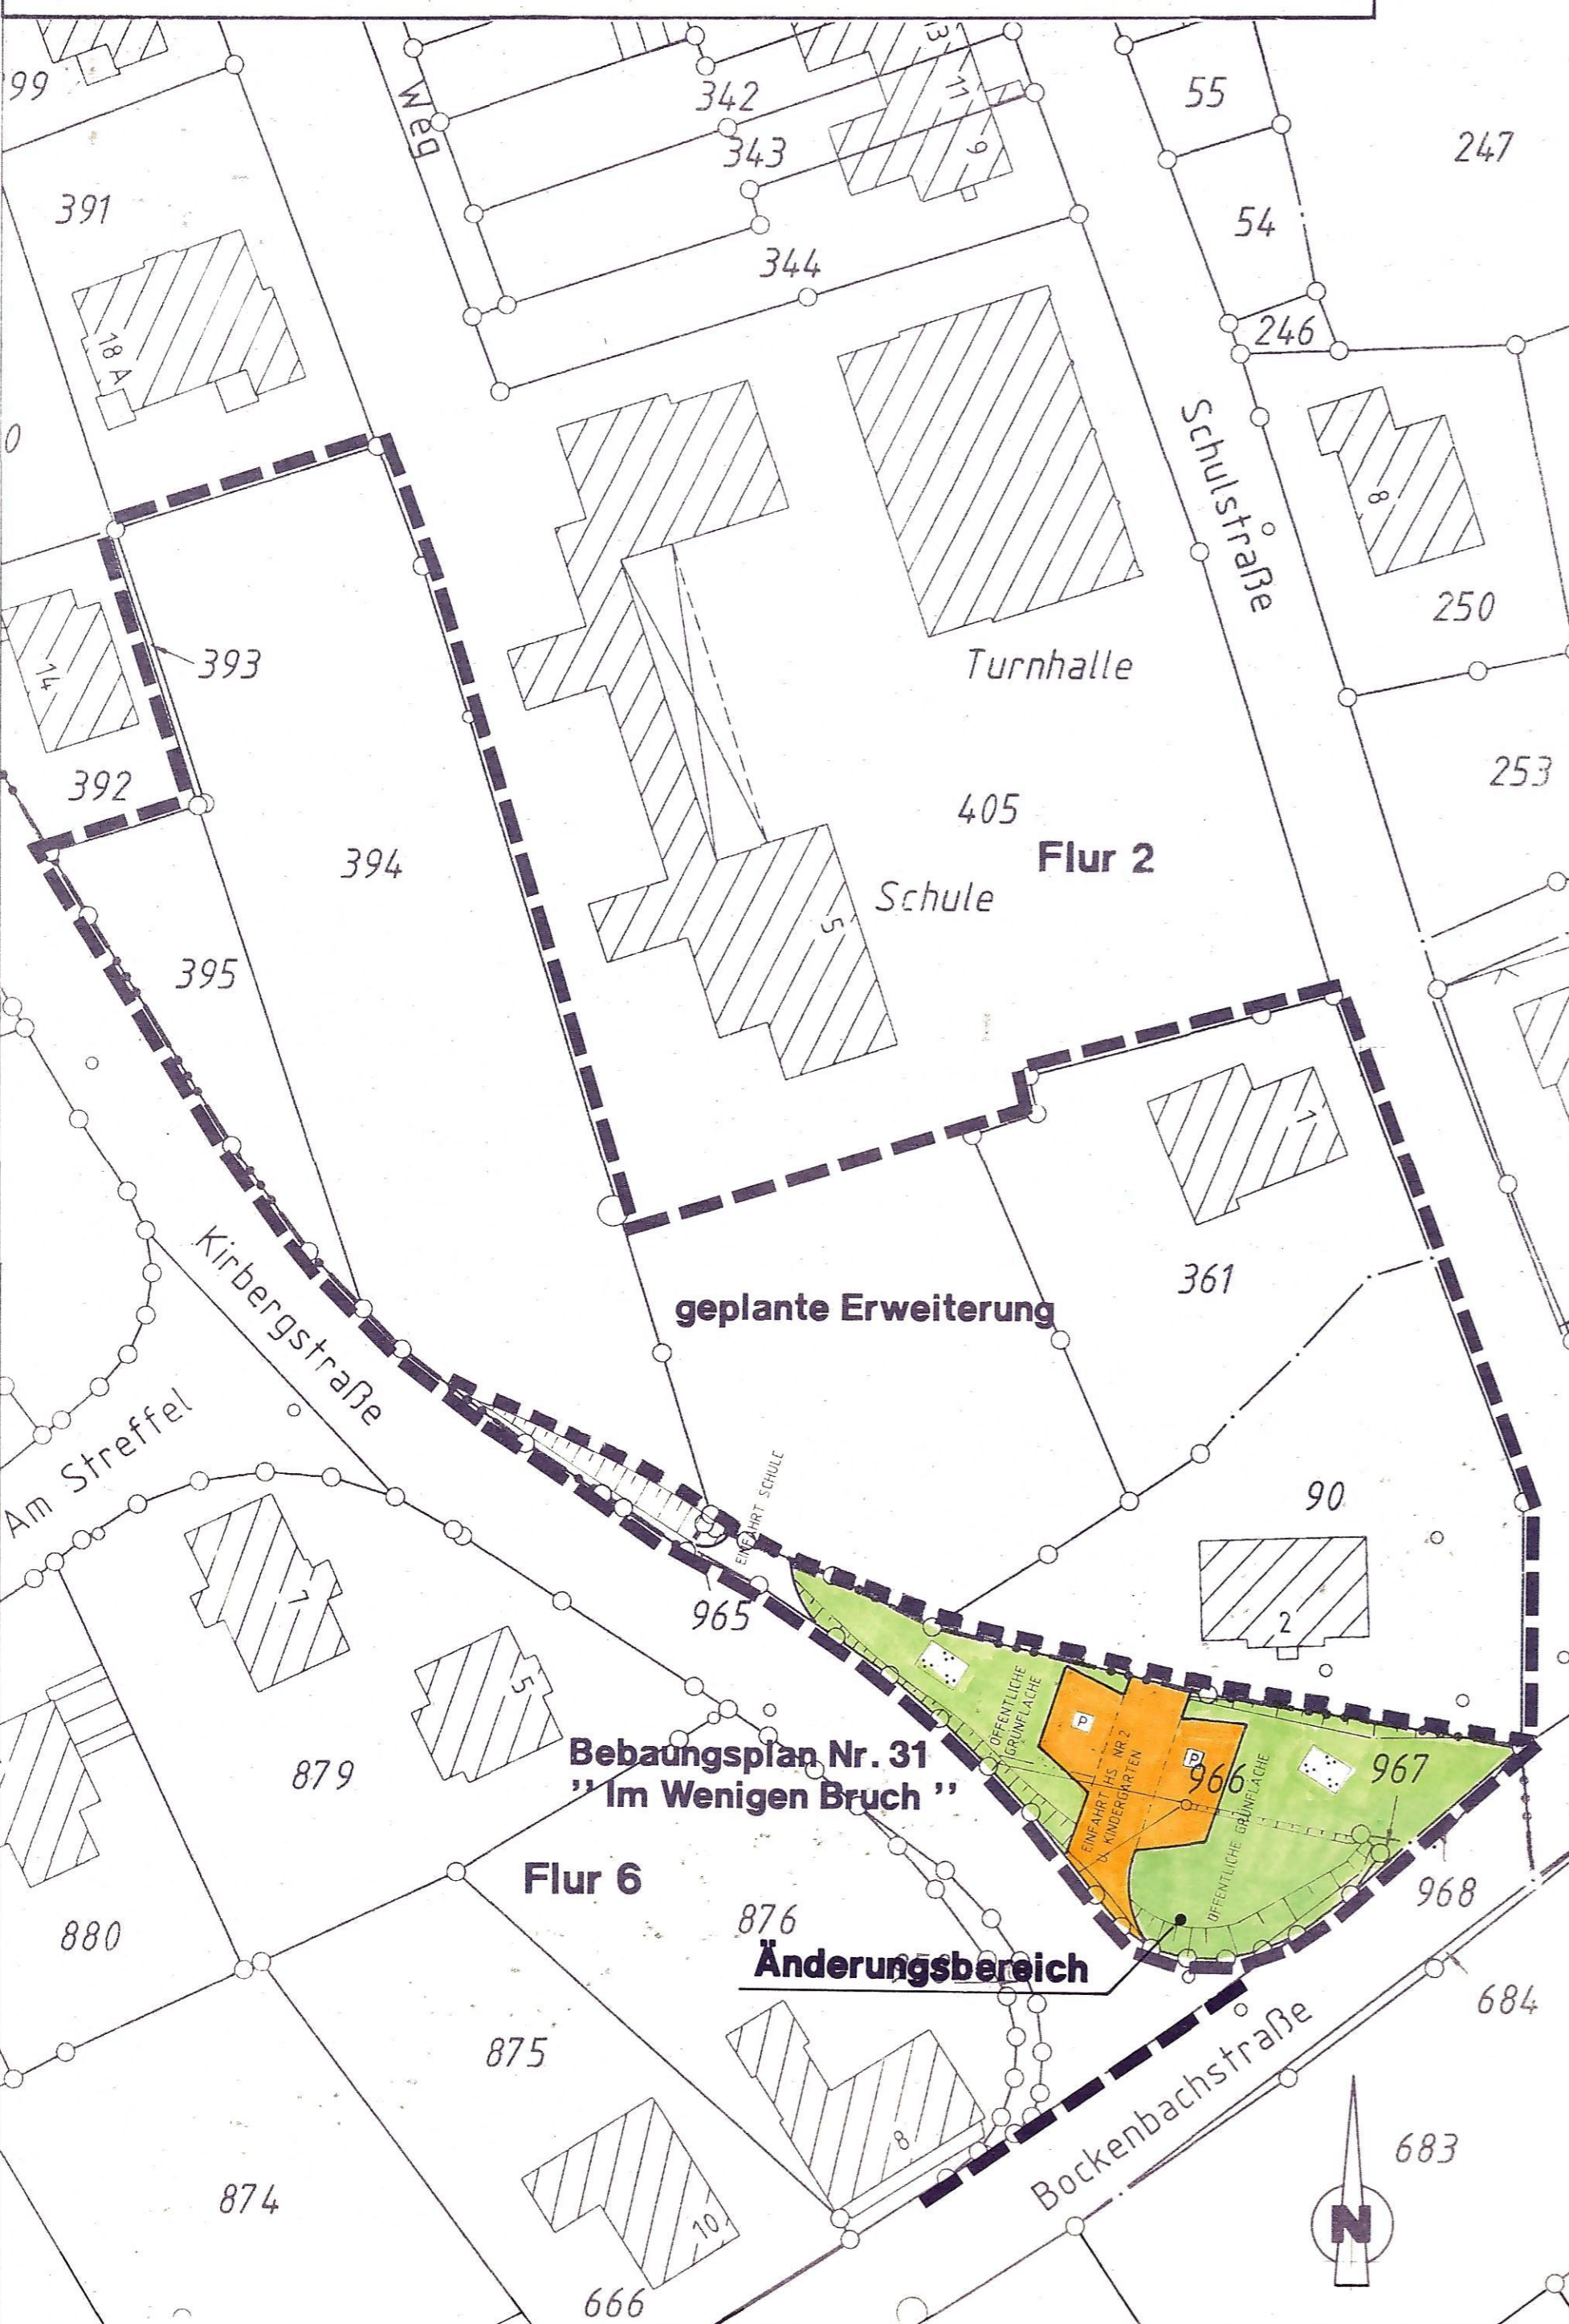 99
Weg
342
13
11
9
55
343
247
391
54
344
18 A
246
0
Schulstraße
8
250
393
14
Turnhalle
392
253
405
394
Flur 2
Schule
5
395
1
Kirbergstraße
361
geplante Erweiterung
Am Streffel
EINFAHRT SCHULE
90
7
965
2
5
ÖFFENTLICHE
GRÜNFLÄCHE
P
P
EINFAHRT HS NR. 2
U. KINDERGARTEN
966
967
ÖFFENTLICHE GRÜNFLÄCHE
Bebaungsplan Nr. 31
" Im Wenigen Bruch "
879
Flur 6
968
876
880
Änderungsbereich
684
875
Bockenbachstraße
8
683
874
10
N
666